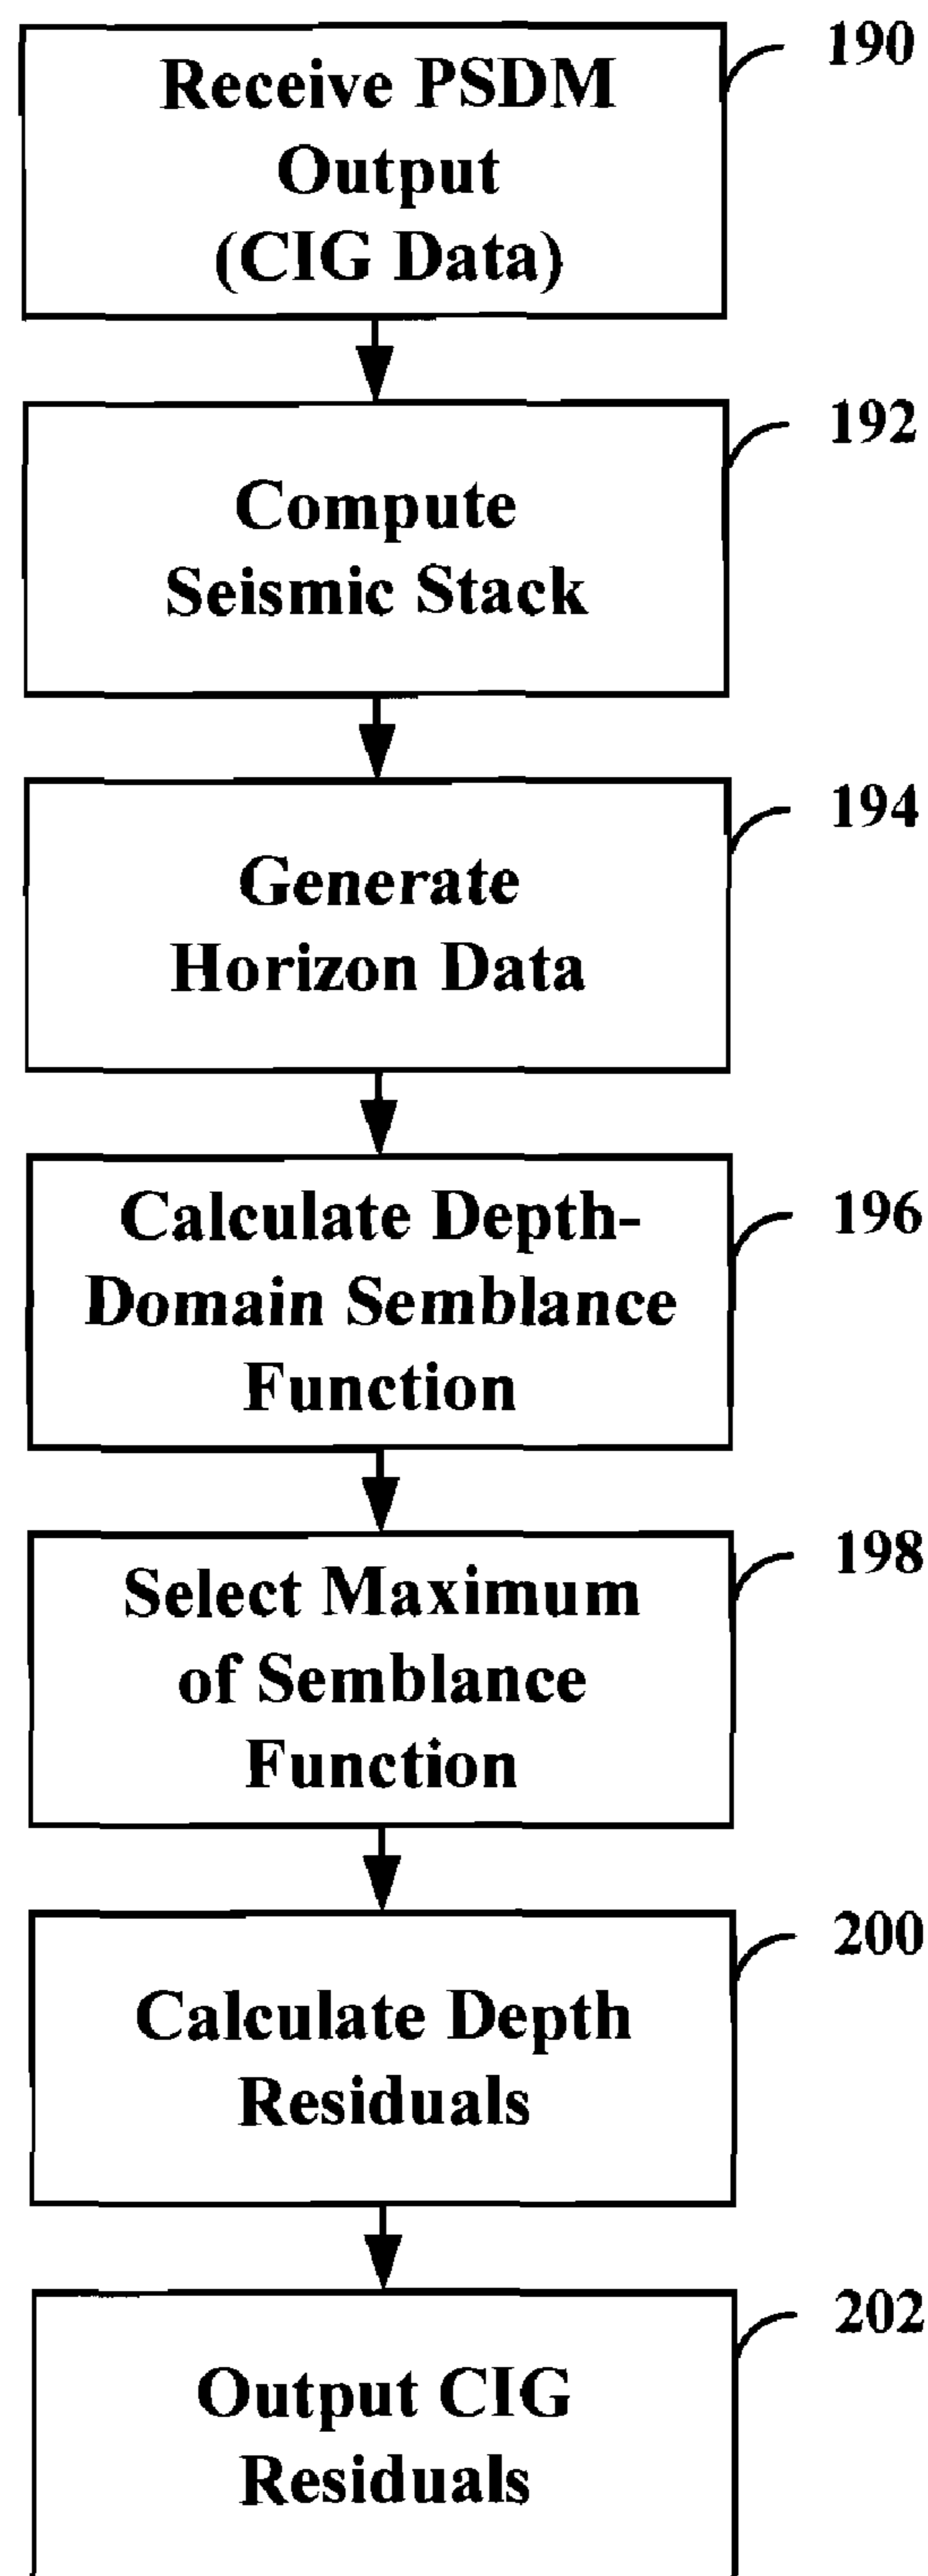 190
Receive PSDM
Output
(CIG Data)
192
Compute
Seismic Stack
194
Generate
Horizon Data
196
Calculate Depth-
Domain Semblance
Function
198
Select Maximum
of Semblance
Function
200
Calculate Depth
Residuals
202
Output CIG
Residuals